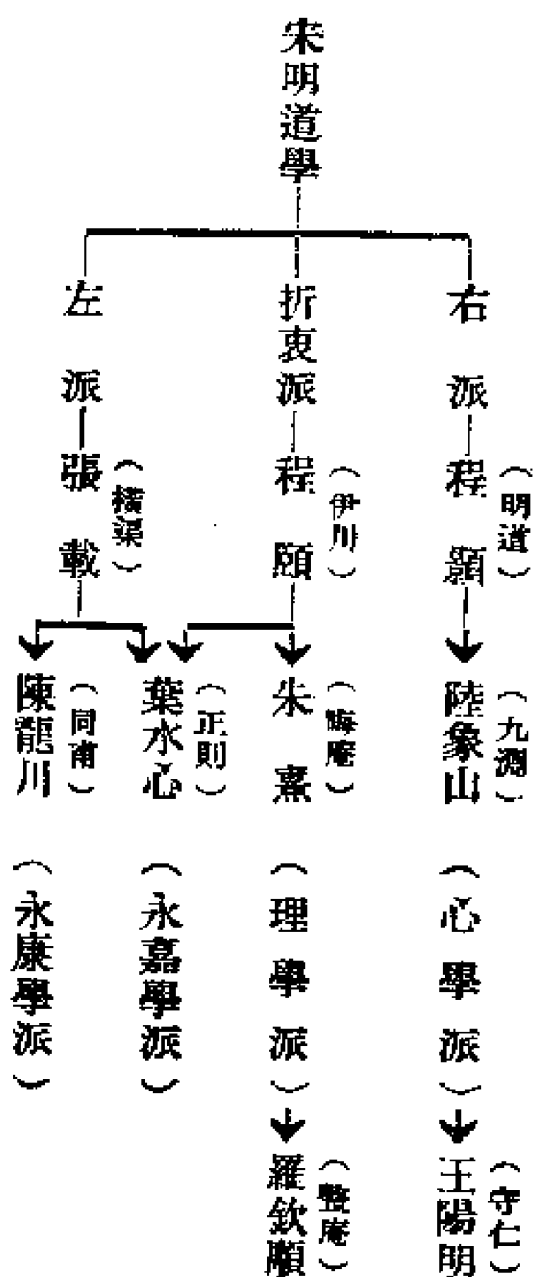 宋明道學
右派
程顥
(明道)
陸象山
(九淵)
(心學派)
王陽明
(守仁)
折衷派
程頤
(伊川)
朱熹
(晦庵)
(理學派)
羅欽順
(整庵)
左派
張載
(橫渠)
葉水心
(正則)
(永嘉學派)
陳龍川
(同甫)
(永康學派)